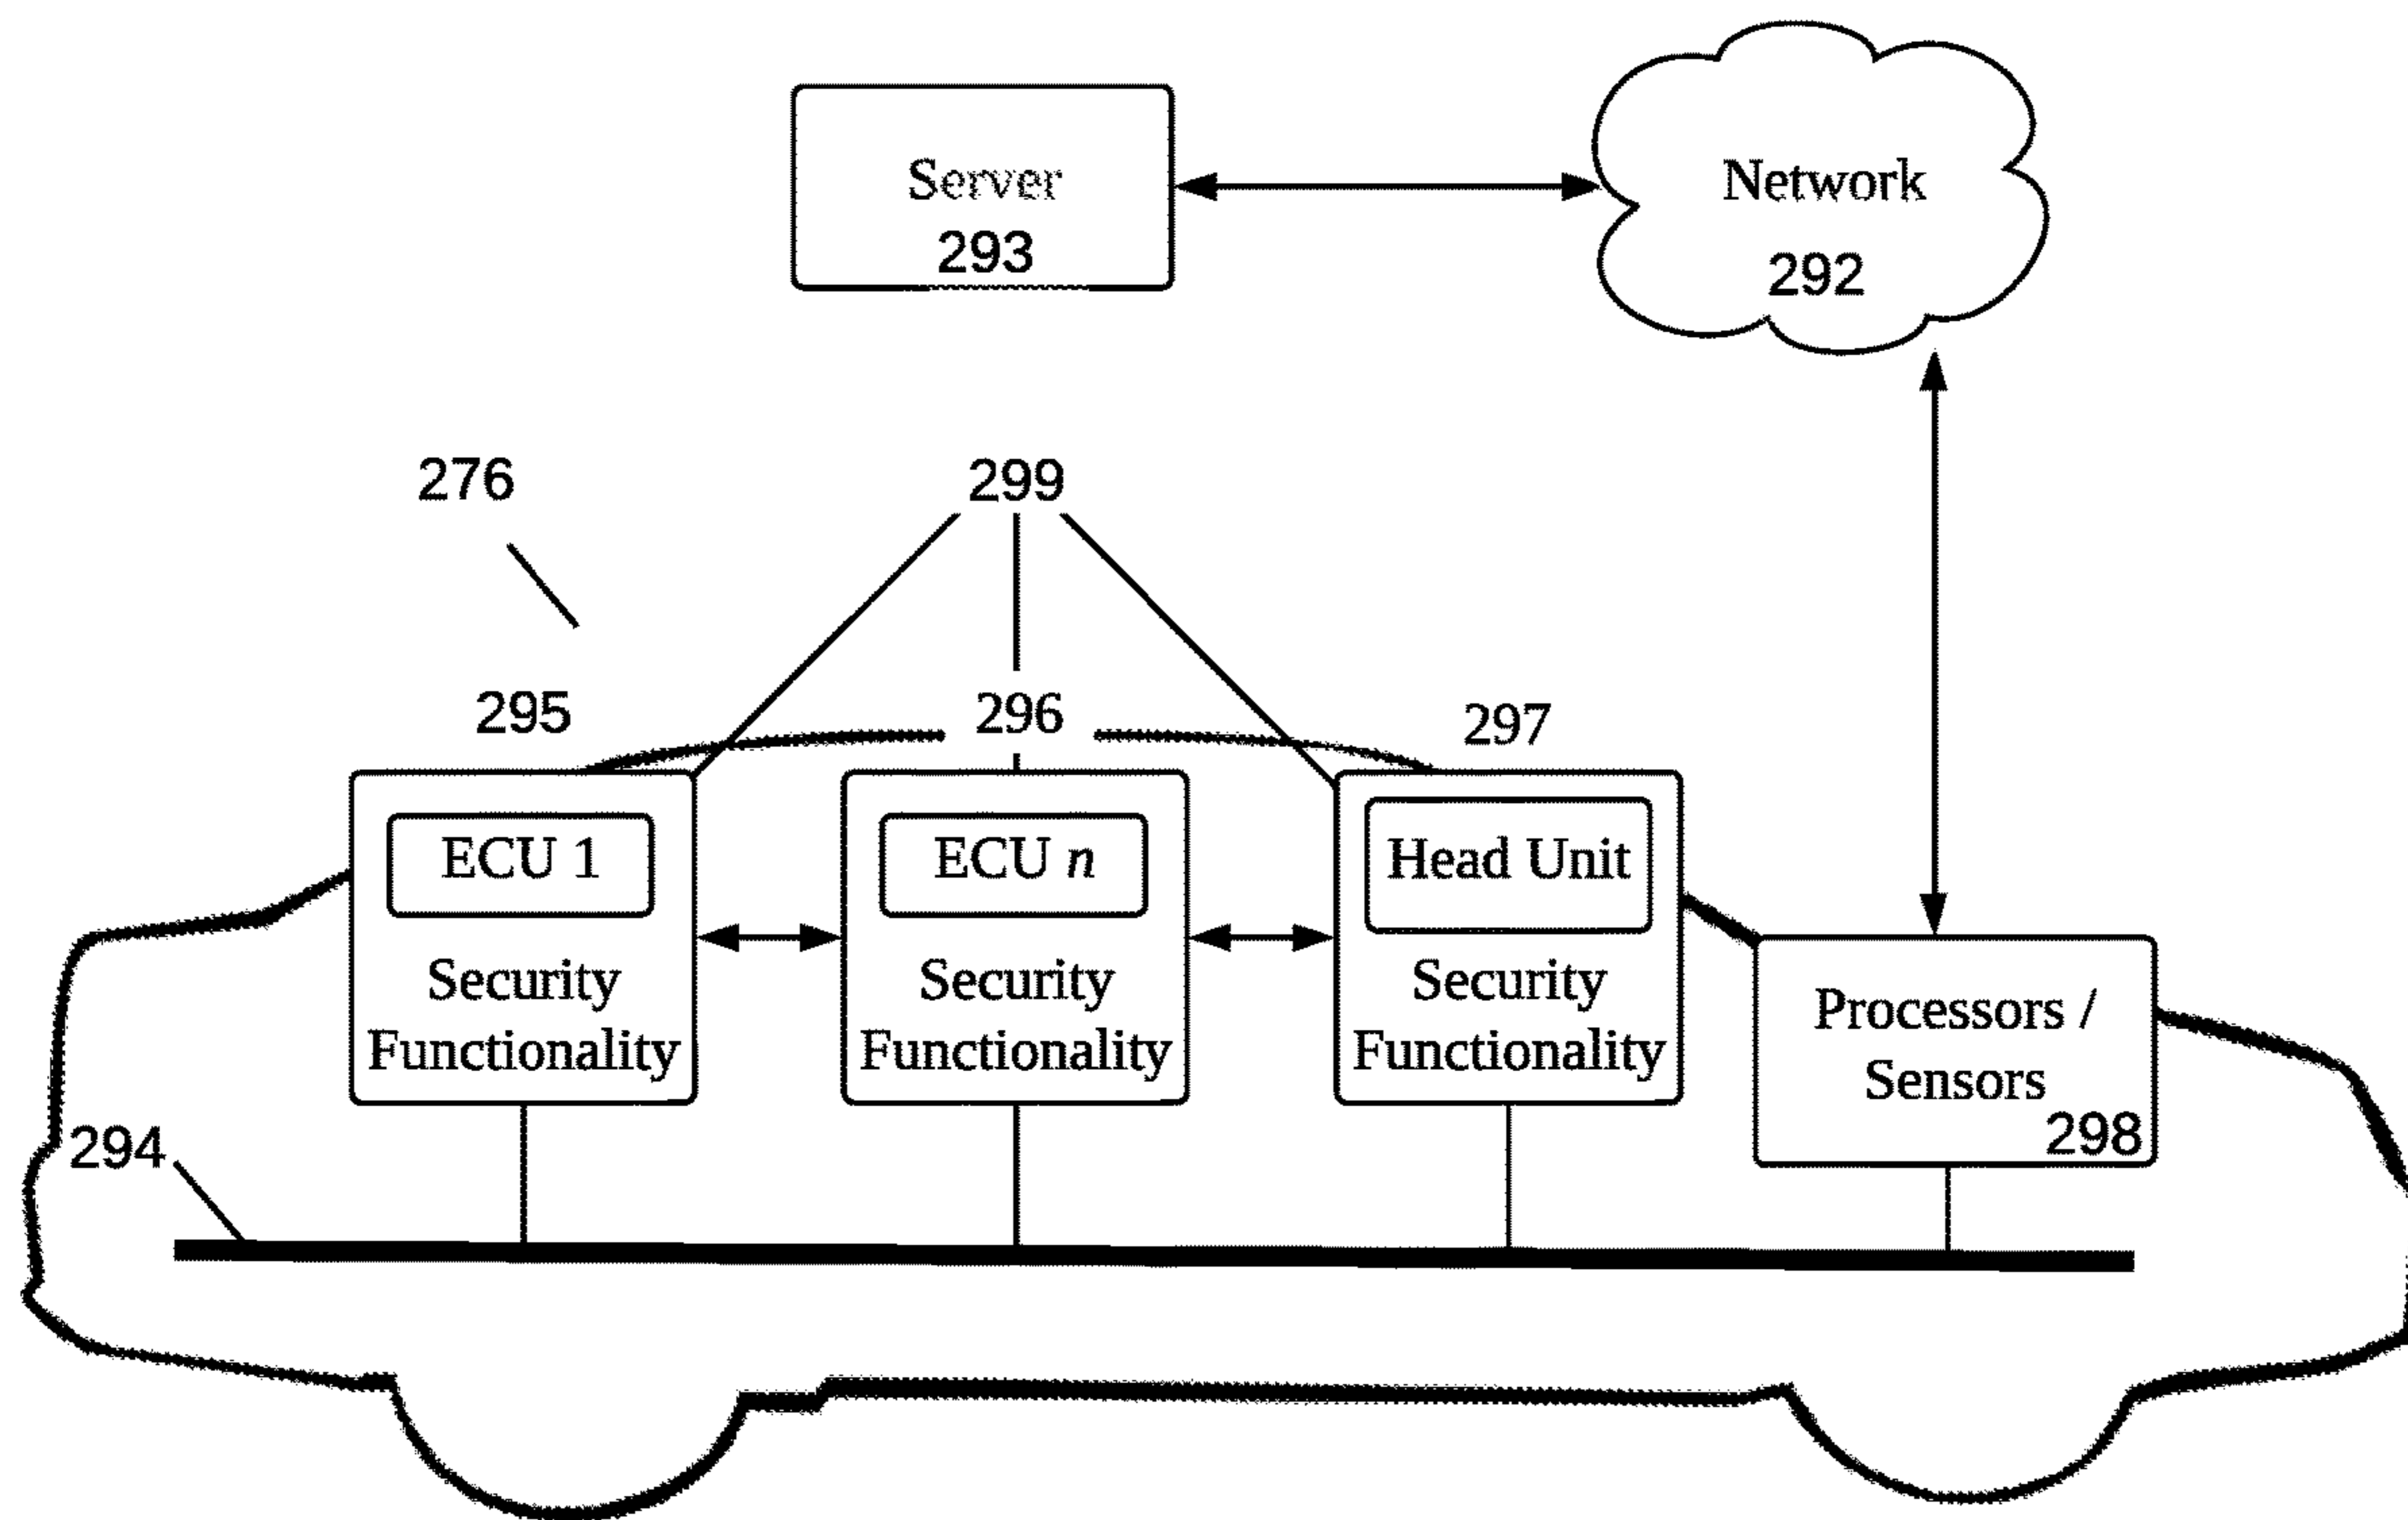 Server
293
Network
292
276
299
295
296
297
ECU 1
Security
Functionality
ECU n
Security
Functionality
Head Unit
Security
Functionality
Processors /
Sensors
298
294